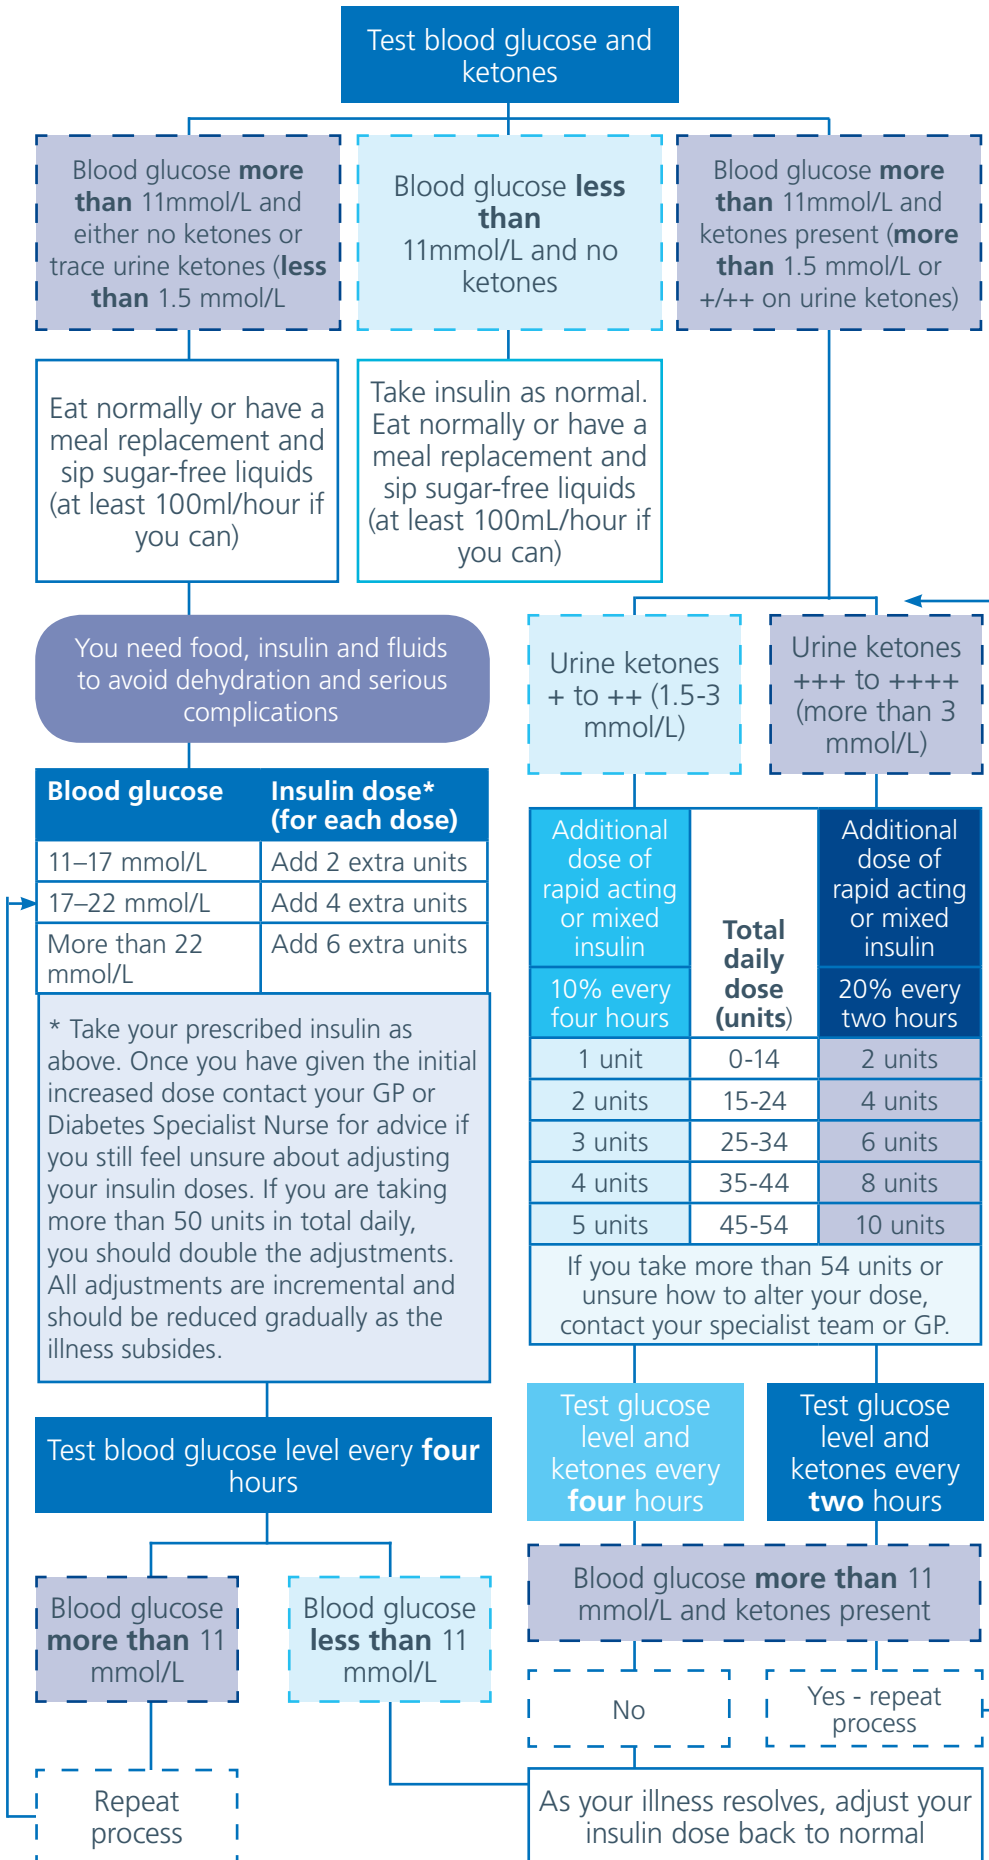 Test blood glucose and
ketones
Blood glucose more
than 11mmol/L and
either no ketones or
trace urine ketones (less
than 1.5 mmol/L
Blood glucose less
than
11mmol/L and no
ketones
Blood glucose more
than 11mmol/L and
ketones present (more
than 1.5 mmol/L or
+/++ on urine ketones)
Eat normally or have a
meal replacement and
sip sugar-free liquids
(at least 100ml/hour if
you can)
Take insulin as normal.
Eat normally or have a
meal replacement and
sip sugar-free liquids
(at least 100mL/hour if
you can)
You need food, insulin and fluids
to avoid dehydration and serious
complications
Urine ketones
+ to ++ (1.5-3
mmol/L)
Urine ketones
+++ to ++++
(more than 3
mmol/L)
Blood glucose
Insulin dose*
(for each dose)
11–17 mmol/L
Add 2 extra units
17–22 mmol/L
Add 4 extra units
More than 22
mmol/L
Add 6 extra units
* Take your prescribed insulin as
above. Once you have given the initial
increased dose contact your GP or
Diabetes Specialist Nurse for advice if
you still feel unsure about adjusting
your insulin doses. If you are taking
more than 50 units in total daily,
you should double the adjustments.
All adjustments are incremental and
should be reduced gradually as the
illness subsides.
Additional
dose of
rapid acting
or mixed
insulin
10% every
four hours
Total
daily
dose
(units)
Additional
dose of
rapid acting
or mixed
insulin
20% every
two hours
1 unit 0-14 2 units
2 units 15-24 4 units
3 units 25-34 6 units
4 units 35-44 8 units
5 units 45-54 10 units
If you take more than 54 units or
unsure how to alter your dose,
contact your specialist team or GP.
Test blood glucose level every four
hours
Test glucose
level and
ketones every
four hours
Test glucose
level and
ketones every
two hours
Blood glucose
more than 11
mmol/L
Blood glucose
less than 11
mmol/L
Blood glucose more than 11
mmol/L and ketones present
No
Yes - repeat
process
Repeat
process
As your illness resolves, adjust your
insulin dose back to normal